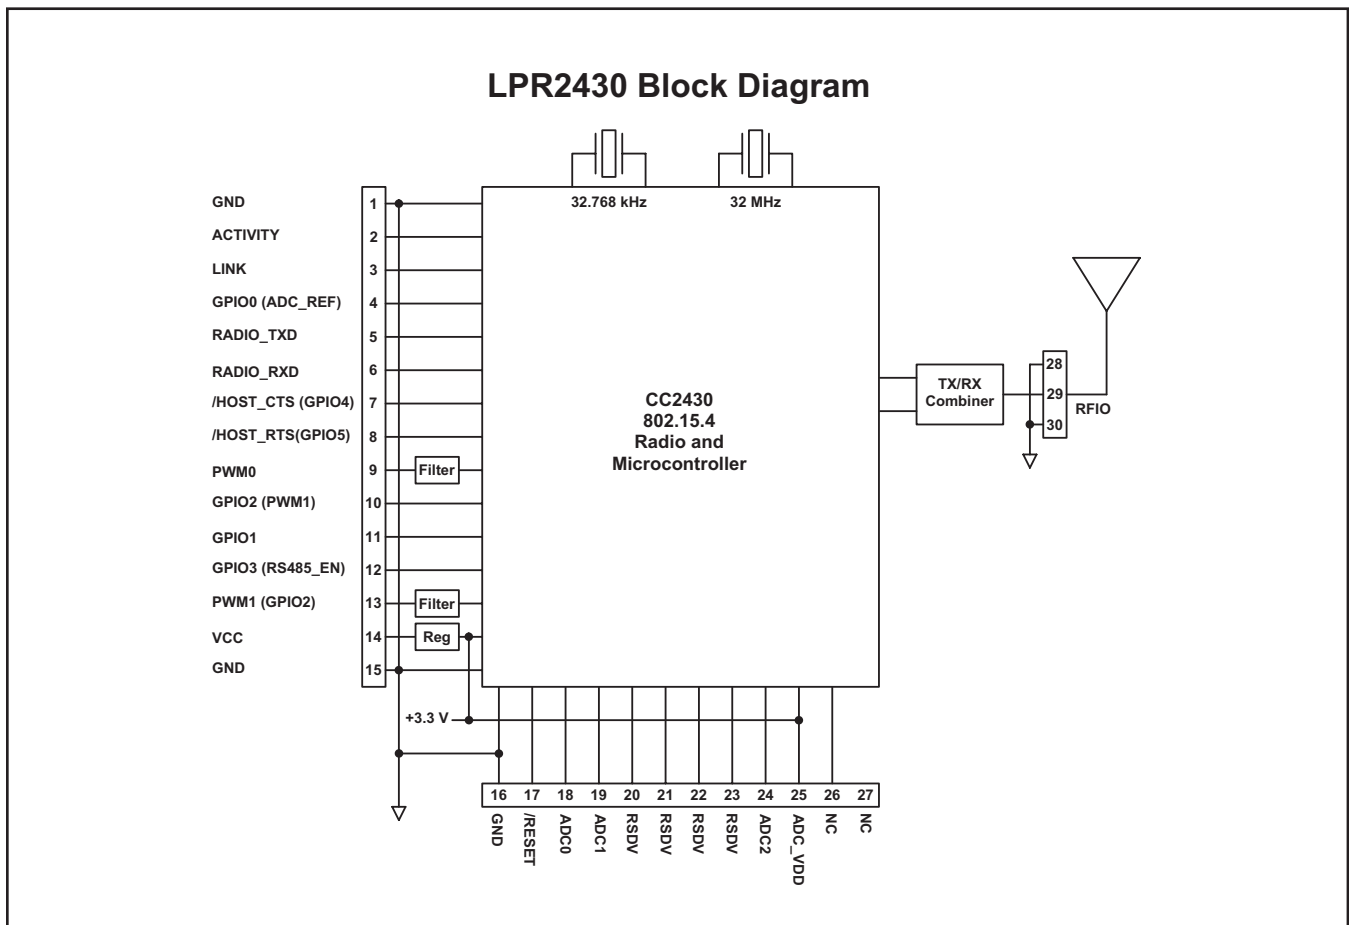 LPR2430 Block Diagram
32.768 kHz
32 MHz
GND
1
ACTIVITY
2
LINK
3
GPIO0 (ADC_REF)
4
RADIO_TXD
5
RADIO_RXD
6
/HOST_CTS (GPIO4)
7
/HOST_RTS(GPIO5)
8
PWM0
9
Filter
GPIO2 (PWM1)
10
GPIO1
11
GPIO3 (RS485_EN)
12
PWM1 (GPIO2)
13
Filter
VCC
14
Reg
GND
15
CC2430
802.15.4
Radio and
Microcontroller
TX/RX
Combiner
28
29
30
RFIO
+3.3 V
16
17
18
19
20
21
22
23
24
25
26
27
GND
/RESET
ADC0
ADC1
RSDV
RSDV
RSDV
RSDV
ADC2
ADC_VDD
NC
NC